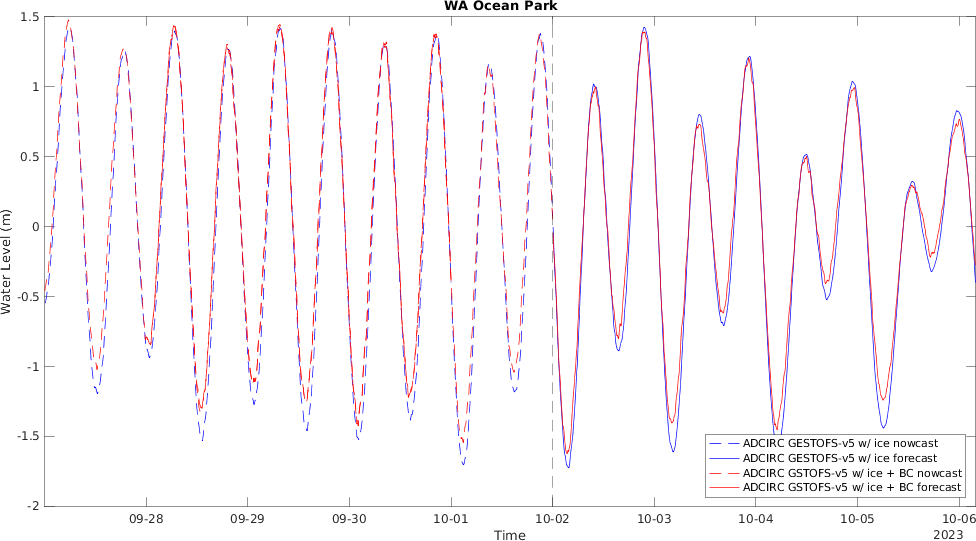 WA Ocean Park
1.5
1
0.5
0
-0.5
-1
-1.5
-2
Water Level (m)
09-28 09-29 09-30 10-01 10-02 10-03 10-04 10-05 10-06
2023
Time
ADCIRC GESTOFS-v5 w/ ice nowcast
ADCIRC GESTOFS-v5 w/ ice forecast
ADCIRC GSTOFS-v5 w/ ice + BC nowcast
ADCIRC GSTOFS-v5 w/ ice + BC forecast